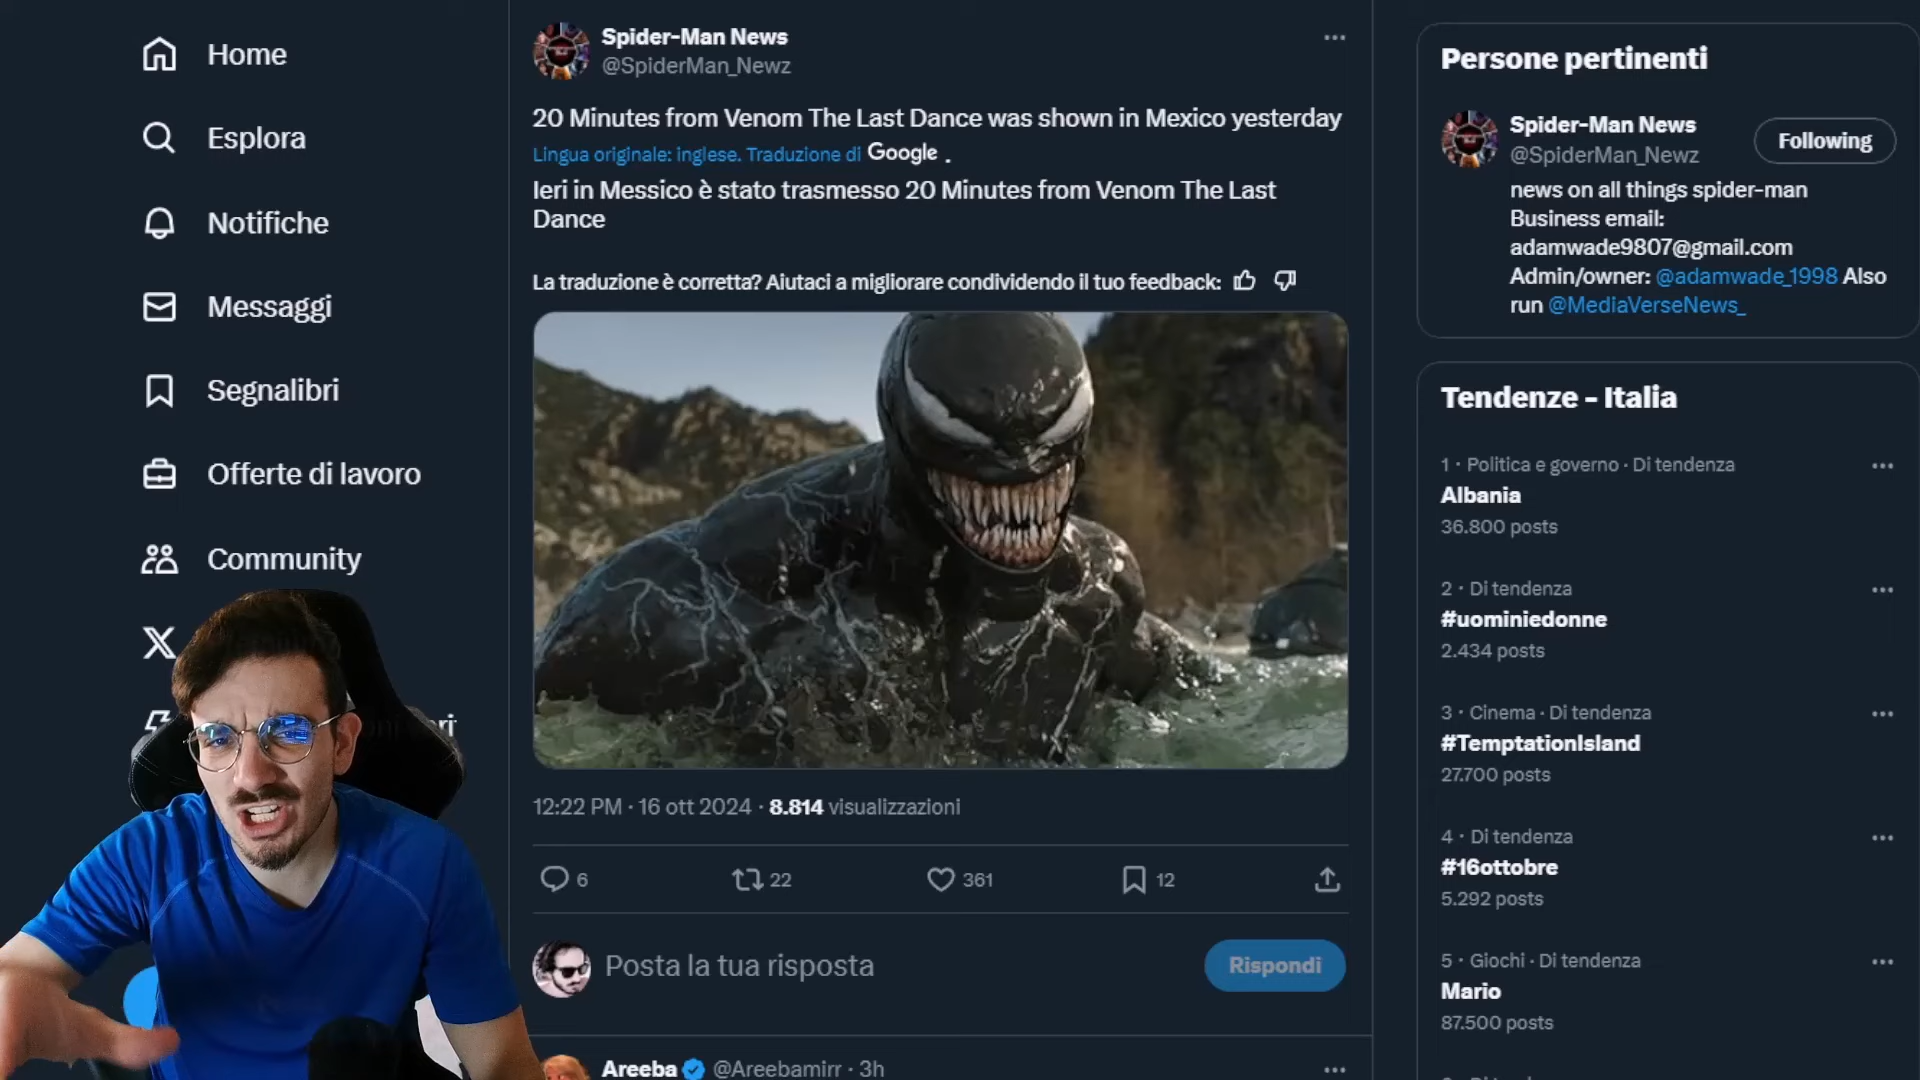 Home
Esplora
Notifiche
Messaggi
Segnalibri
Offerte di lavoro
Community
Spider-Man News
@SpiderMan_Newz
20 Minutes from Venom The Last Dance was shown in Mexico yesterday
Lingua originale: inglese. Traduzione di Google .
Ieri in Messico è stato trasmesso 20 Minutes from Venom The Last
Dance
La traduzione è corretta? Aiutaci a migliorare condividendo il tuo feedback:
12:22 PM · 16 ott 2024 · 8.814 visualizzazioni
6
22
361
12
Posta la tua risposta
Rispondi
Areeba @Areebamirr · 3h
Persone pertinenti
Spider-Man News
@SpiderMan_Newz
Following
news on all things spider-man
Business email:
adamwade9807@gmail.com
Admin/owner: @adamwade_1998 Also
run @MediaVerseNews_
Tendenze - Italia
1 · Politica e governo · Di tendenza
Albania
36.800 posts
2 · Di tendenza
#uominiedonne
2.434 posts
3 · Cinema · Di tendenza
#TemptationIsland
27.700 posts
4 · Di tendenza
#16ottobre
5.292 posts
5 · Giochi · Di tendenza
Mario
87.500 posts